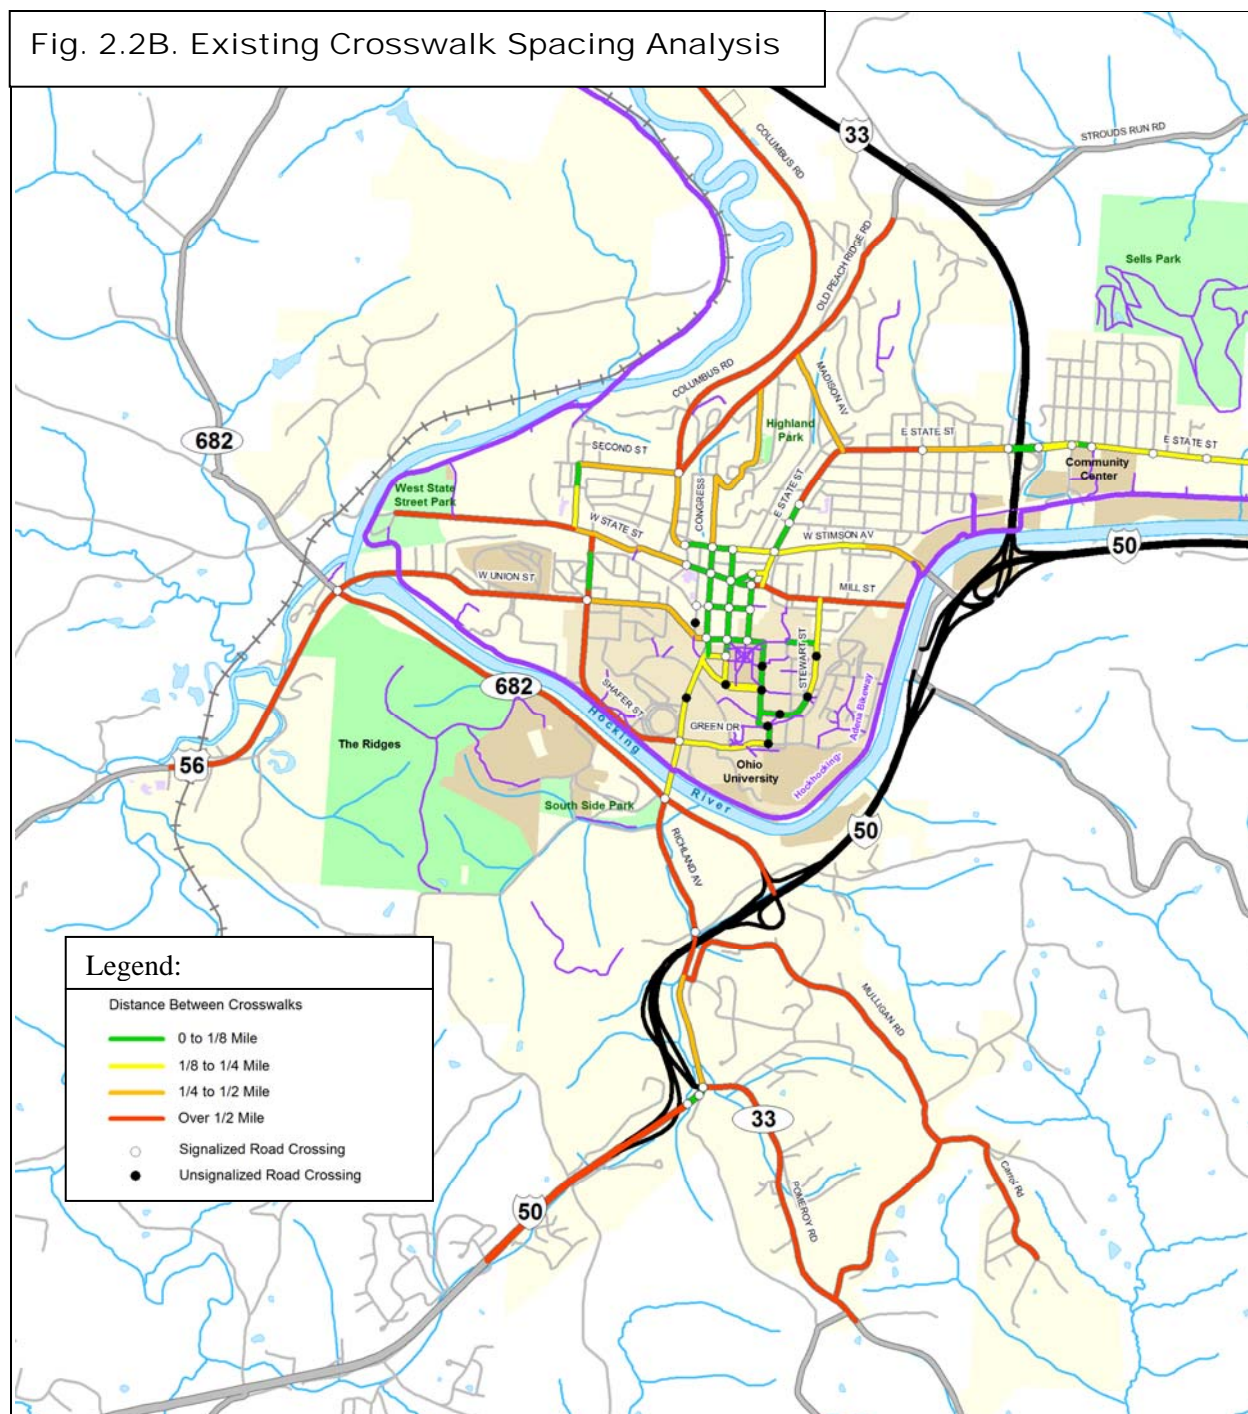 Fig. 2.2B. Existing Crosswalk Spacing Analysis
COLUMBUS RD
33
STROUDS RUN RD
OLD PEACH RIDGE RD
Sells Park
COLUMBUS RD
MADISON AV
682
Highland
Park
E STATE ST
E STATE ST
SECOND ST
Community
Center
West State
Street Park
CONGRESS
E STATE ST
W STATE ST
W STIMSON AV
50
W UNION ST
MILL ST
STEWART ST
682
SHAFER ST
Hocking
River
GREEN DR
Adena Bikeway
Hockhocking-
The Ridges
Ohio
University
56
South Side Park
50
RICHLAND AV
MULLIGAN RD
33
Carrol Rd
POMEROY RD
50
Legend:
Distance Between Crosswalks
0 to 1/8 Mile
1/8 to 1/4 Mile
1/4 to 1/2 Mile
Over 1/2 Mile
Signalized Road Crossing
Unsignalized Road Crossing